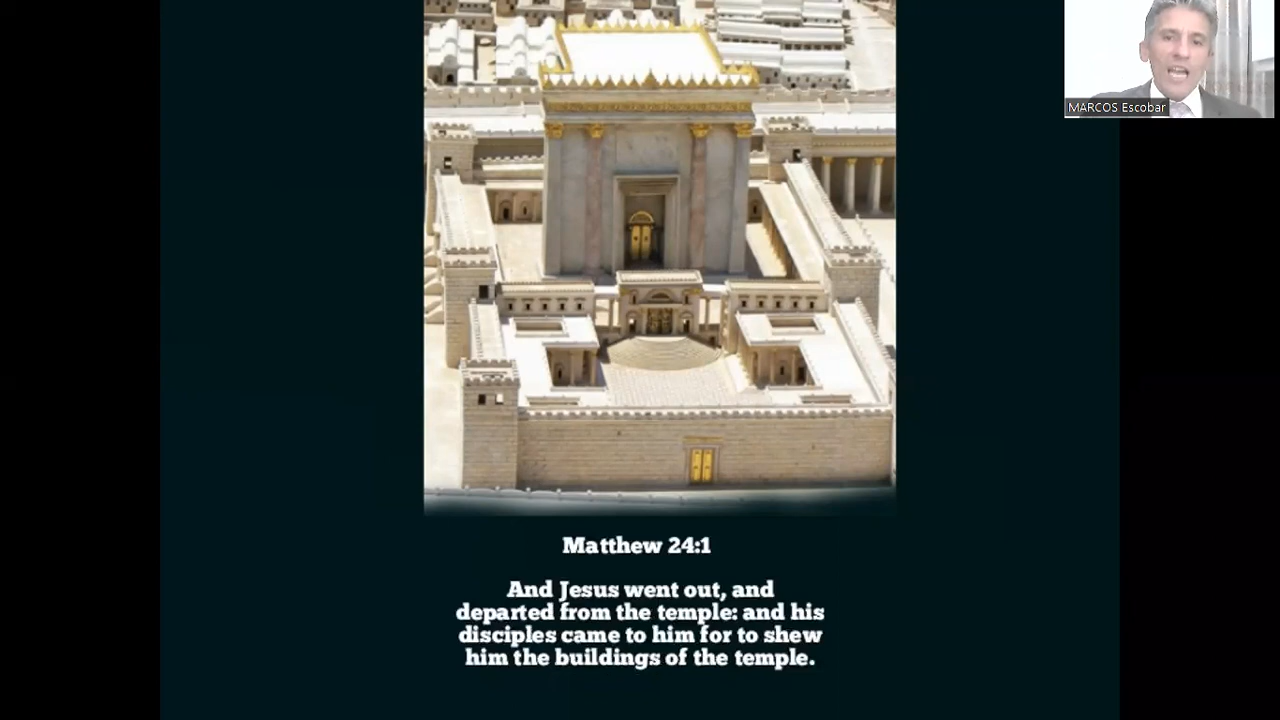 MARCOS Escobar
Matthew 24:1
And Jesus went out, and
departed from the temple: and his
disciples came to him for to shew
him the buildings of the temple.